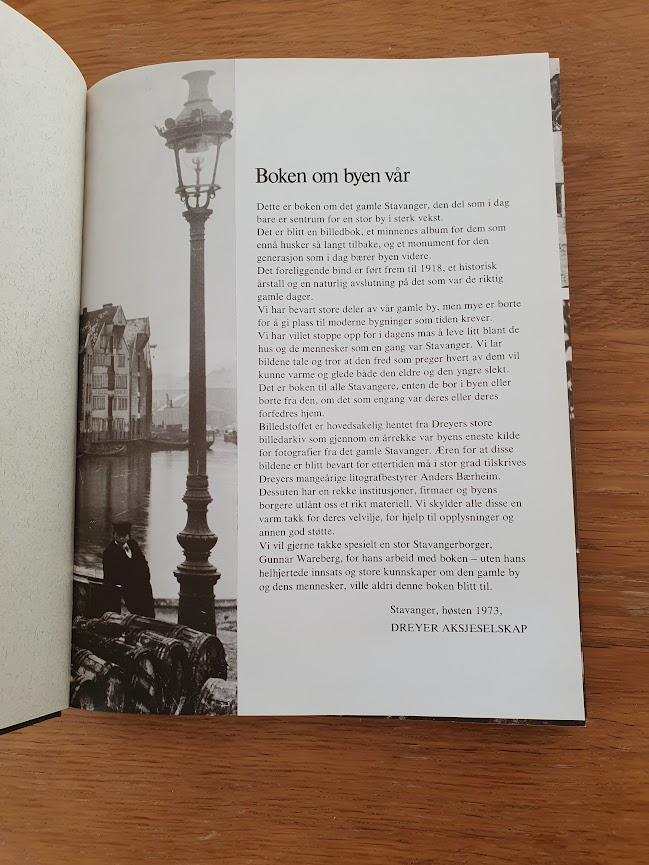 Boken om byen vår
Dette er boken om det gamle Stavanger, den del som i dag
bare er sentrum for en stor by i sterk vekst.
Det er blitt en billedbok, et minnenes album for dem som
ennå husker så langt tilbake, og et monument for den
generasjon som i dag bærer byen videre.
Det foreliggende bind er ført frem til 1918, et historisk
årstall og en naturlig avslutning på det som var de riktig
gamle dager.
Vi har bevart store deler av vår gamle by, men mye er borte
for å gi plass til moderne bygninger som tiden krever.
Vi har villet stoppe opp for i dagens mas å leve litt blant de
hus og de mennesker som en gang var Stavanger. Vi lar
bildene tale og tror at den fred som preger hvert av dem vil
kunne varme og glede både den eldre og den yngre slekt.
Det er boken til alle Stavangere, enten de bor i byen eller
borte fra den, om det som engang var deres eller deres
forfedres hjem.
Billedstoffet er hovedsakelig hentet fra Dreyers store
billedarkiv som gjennom en årrekke var byens eneste kilde
for fotografier fra det gamle Stavanger. Æren for at disse
bildene er blitt bevart for ettertiden må i stor grad tilskrives
Dreyers mangeårige litografbestyrer Anders Bærheim.
Dessuten har en rekke institusjoner, firmaer og byens
borgere utlånt oss et rikt materiell. Vi skylder alle disse en
varm takk for deres velvilje, for hjelp til opplysninger og
annen god støtte.
Vi vil gjerne takke spesielt en stor Stavangerborger,
Gunnar Wareberg, for hans arbeid med boken – uten hans
helhjertede innsats og store kunnskaper om den gamle by
og dens mennesker, ville aldri denne boken blitt til.
Stavanger, høsten 1973,
DREYER AKSJESELSKAP